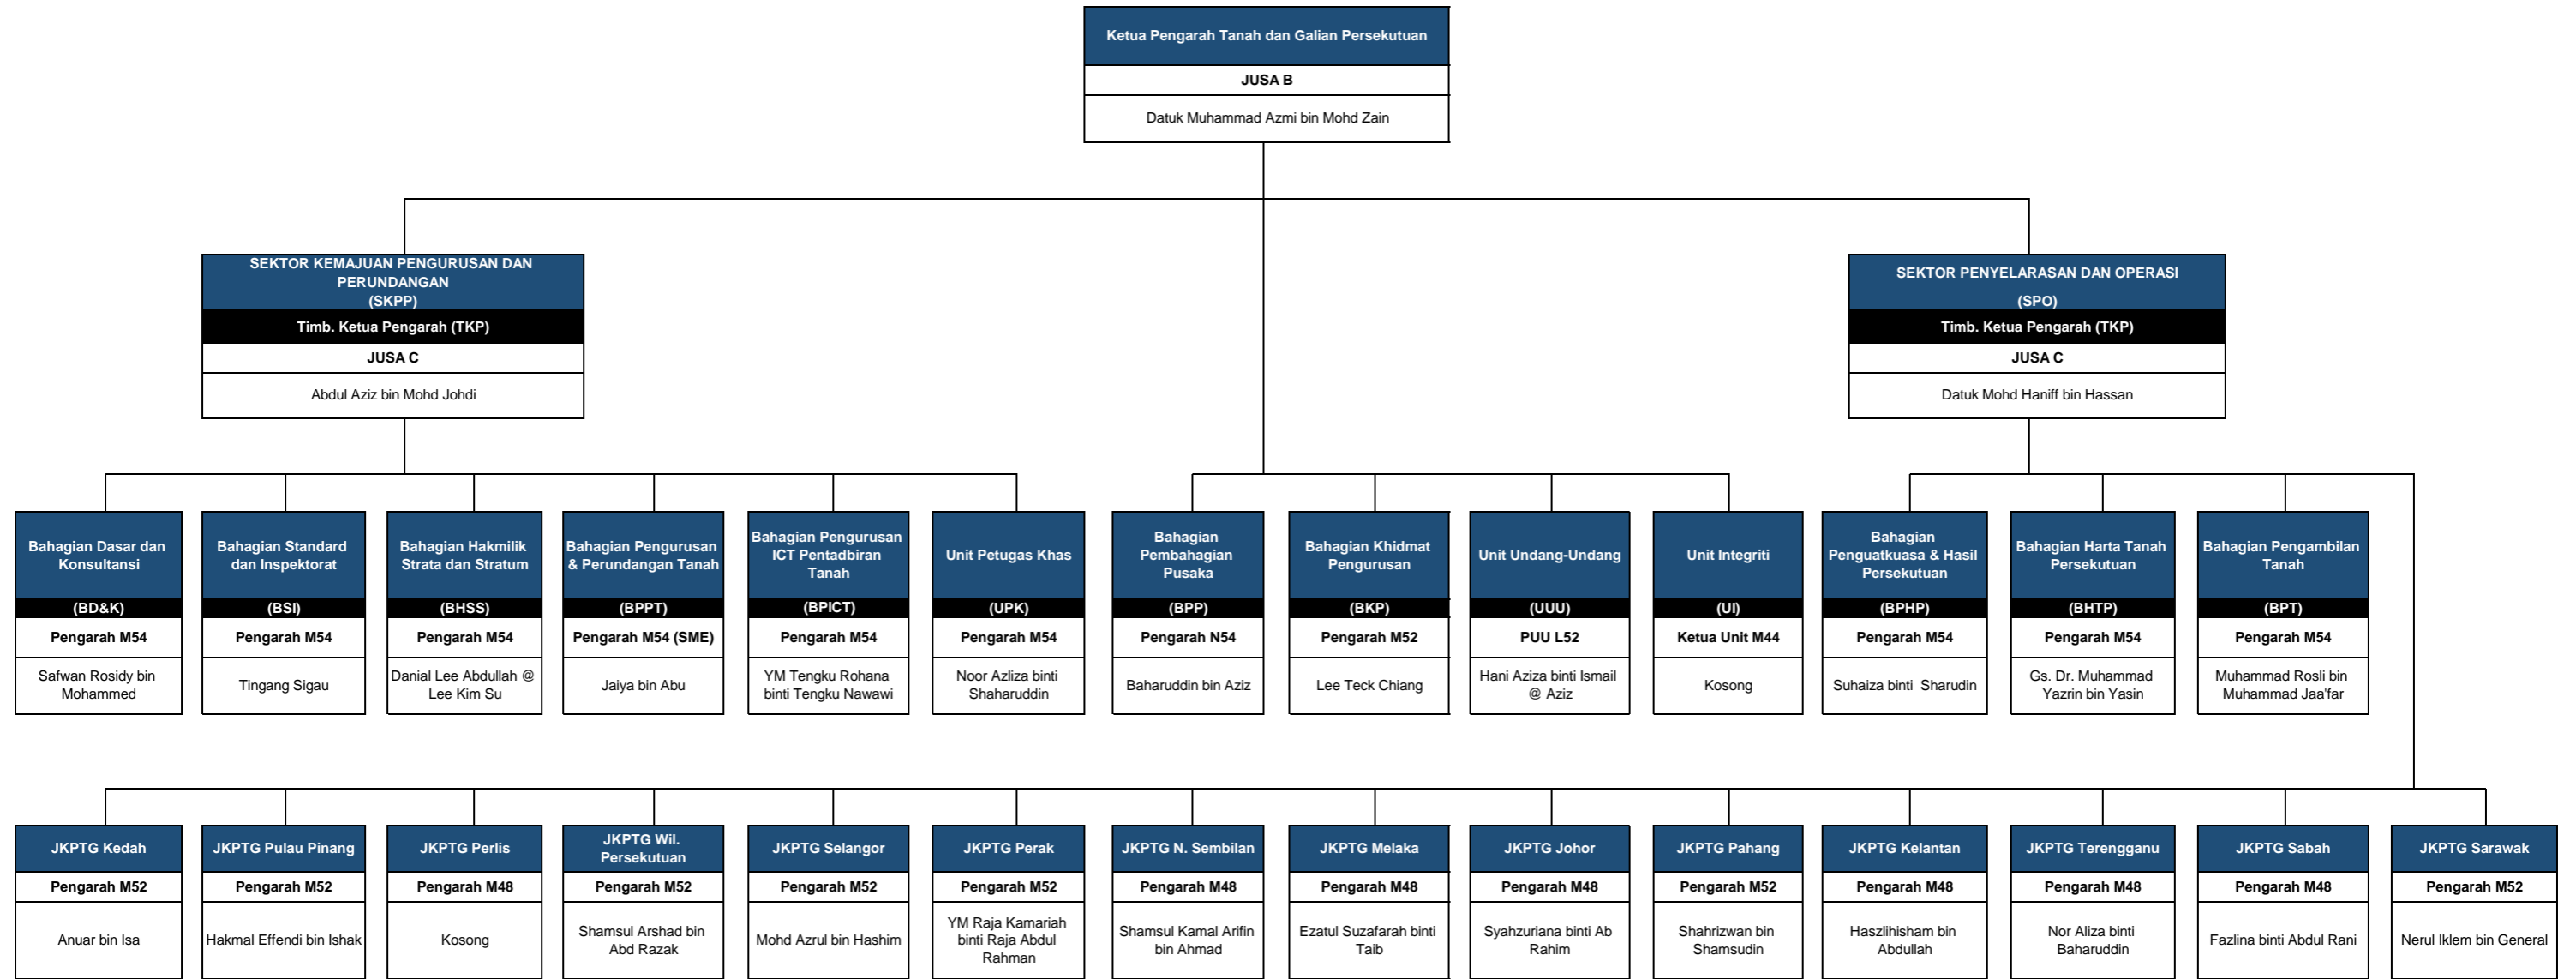 Ketua Pengarah Tanah dan Galian Persekutuan
JUSA B
Datuk Muhammad Azmi bin Mohd Zain
SEKTOR KEMAJUAN PENGURUSAN DAN
PERUNDANGAN
(SKPP)
Timb. Ketua Pengarah (TKP)
JUSA C
Abdul Aziz bin Mohd Johdi
SEKTOR PENYELARASAN DAN OPERASI
(SPO)
Timb. Ketua Pengarah (TKP)
JUSA C
Datuk Mohd Haniff bin Hassan
Bahagian Dasar dan
Konsultansi
(BD&K)
Pengarah M54
Safwan Rosidy bin
Mohammed
Bahagian Standard
dan Inspektorat
(BSI)
Pengarah M54
Tingang Sigau
Bahagian Hakmilik
Strata dan Stratum
(BHSS)
Pengarah M54
Danial Lee Abdullah @
Lee Kim Su
Bahagian Pengurusan
& Perundangan Tanah
(BPPT)
Pengarah M54 (SME)
Jaiya bin Abu
Bahagian Pengurusan
ICT Pentadbiran
Tanah
(BPICT)
Pengarah M54
YM Tengku Rohana
binti Tengku Nawawi
Unit Petugas Khas
(UPK)
Pengarah M54
Noor Azliza binti
Shaharuddin
Bahagian
Pembahagian
Pusaka
(BPP)
Pengarah N54
Baharuddin bin Aziz
Bahagian Khidmat
Pengurusan
(BKP)
Pengarah M52
Lee Teck Chiang
Unit Undang-Undang
(UUU)
PUU L52
Hani Aziza binti Ismail
@ Aziz
Unit Integriti
(UI)
Ketua Unit M44
Kosong
Bahagian
Penguatkuasa & Hasil
Persekutuan
(BPHP)
Pengarah M54
Suhaiza binti Sharudin
Bahagian Harta Tanah
Persekutuan
(BHTP)
Pengarah M54
Gs. Dr. Muhammad
Yazrin bin Yasin
Bahagian Pengambilan
Tanah
(BPT)
Pengarah M54
Muhammad Rosli bin
Muhammad Jaa'far
JKPTG Kedah
Pengarah M52
Anuar bin Isa
JKPTG Pulau Pinang
Pengarah M52
Hakmal Effendi bin Ishak
JKPTG Perlis
Pengarah M48
Kosong
JKPTG Wil.
Persekutuan
Pengarah M52
Shamsul Arshad bin
Abd Razak
JKPTG Selangor
Pengarah M52
Mohd Azrul bin Hashim
JKPTG Perak
Pengarah M52
YM Raja Kamariah
binti Raja Abdul
Rahman
JKPTG N. Sembilan
Pengarah M48
Shamsul Kamal Arifin
bin Ahmad
JKPTG Melaka
Pengarah M48
Ezatul Suzafarah binti
Taib
JKPTG Johor
Pengarah M48
Syahzuriana binti Ab
Rahim
JKPTG Pahang
Pengarah M52
Shahrizwan bin
Shamsudin
JKPTG Kelantan
Pengarah M48
Haszlihisham bin
Abdullah
JKPTG Terengganu
Pengarah M48
Nor Aliza binti
Baharuddin
JKPTG Sabah
Pengarah M48
Fazlina binti Abdul Rani
JKPTG Sarawak
Pengarah M52
Nerul Iklem bin General